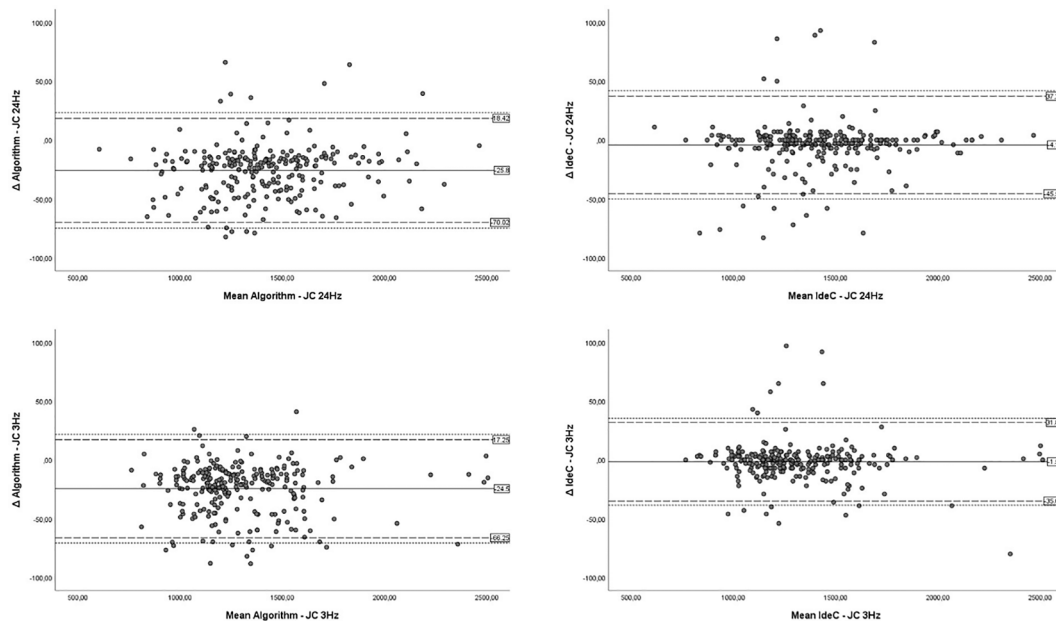 100,00
50,00
,00
-50,00
-100,00
Δ Algorithm - JC 24Hz
18.42
-25.8
-70.02
500,00 1000,00 1500,00 2000,00 2500,00
Mean Algorithm - JC 24Hz
100,00
50,00
,00
-50,00
-100,00
Δ IdeC - JC 24Hz
500,00 1000,00 1500,00 2000,00 2500,00
Mean IdeC - JC 24Hz
100,00
50,00
,00
-50,00
-100,00
Δ Algorithm - JC 3Hz
17.25
-24.5
-66.25
500,00 1000,00 1500,00 2000,00 2500,00
Mean Algorithm - JC 3Hz
100,00
50,00
,00
-50,00
-100,00
Δ IdeC - JC 3Hz
500,00 1000,00 1500,00 2000,00 2500,00
Mean IdeC - JC 3Hz